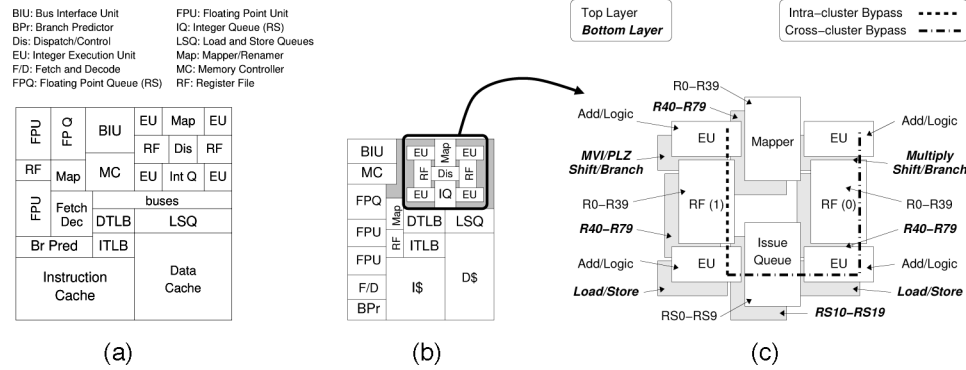 BIU: Bus Interface Unit
BPr: Branch Predictor
Dis: Dispatch/Control
EU: Integer Execution Unit
F/D: Fetch and Decode
FPQ: Floating Point Queue (RS)
FPU: Floating Point Unit
IQ: Integer Queue (RS)
LSQ: Load and Store Queues
Map: Mapper/Renamer
MC: Memory Controller
RF: Register File
FPU
FP Q
BIU
EU
Map
EU
RF
Dis
RF
RF
Map
MC
EU
Int Q
EU
buses
FPU
Fetch
Dec
DTLB
LSQ
Br Pred
ITLB
Instruction
Cache
Data
Cache
(a)
BIU
MC
FPQ
FPU
FPU
F/D
BPr
EU
Map
EU
RF
Dis
RF
EU
IQ
EU
Map
RF
DTLB
LSQ
ITLB
I$
D$
(b)
Top Layer
Bottom Layer
Intra-cluster Bypass
Cross-cluster Bypass
R0-R39
R40-R79
Add/Logic
EU
Mapper
EU
Add/Logic
MVI/PLZ
Shift/Branch
Multiply
Shift/Branch
R0-R39
RF (1)
RF (0)
R0-R39
R40-R79
R40-R79
Issue
Queue
Add/Logic
EU
EU
Add/Logic
Load/Store
Load/Store
RS0-RS9
RS10-RS19
(c)